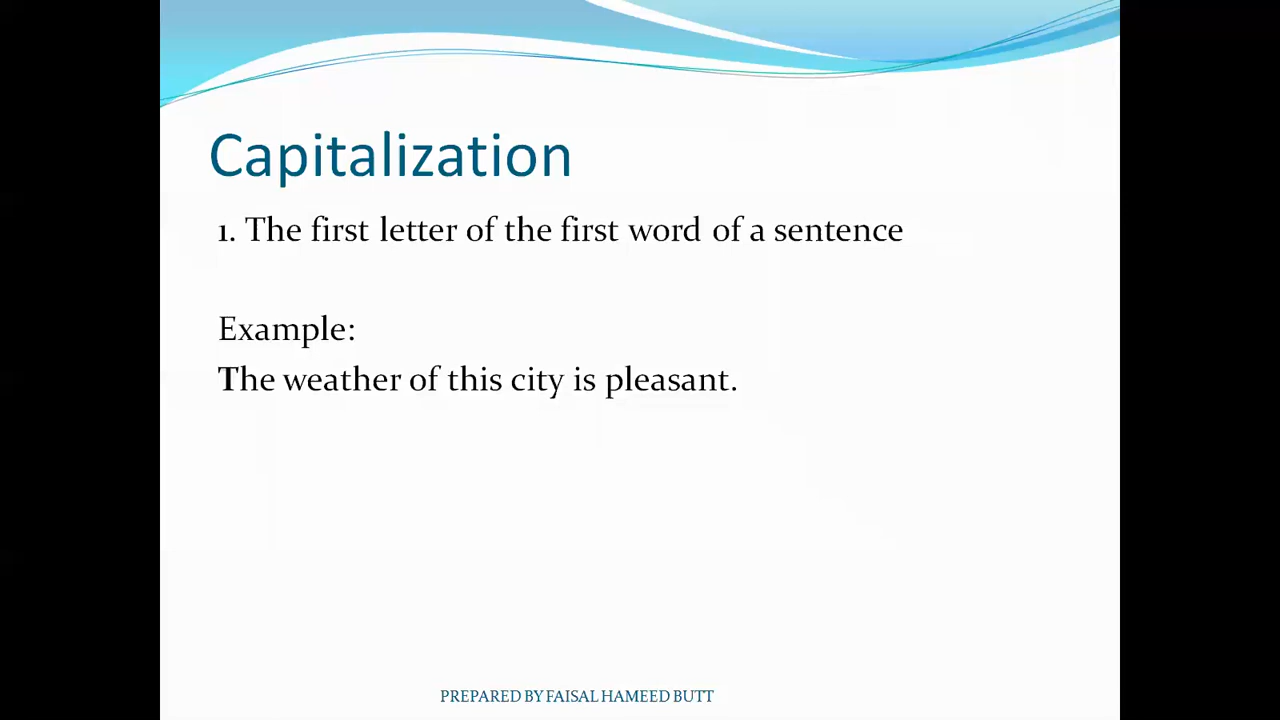 Capitalization
1. The first letter of the first word of a sentence
Example:
The weather of this city is pleasant.
PREPARED BY FAISAL HAMEED BUTT